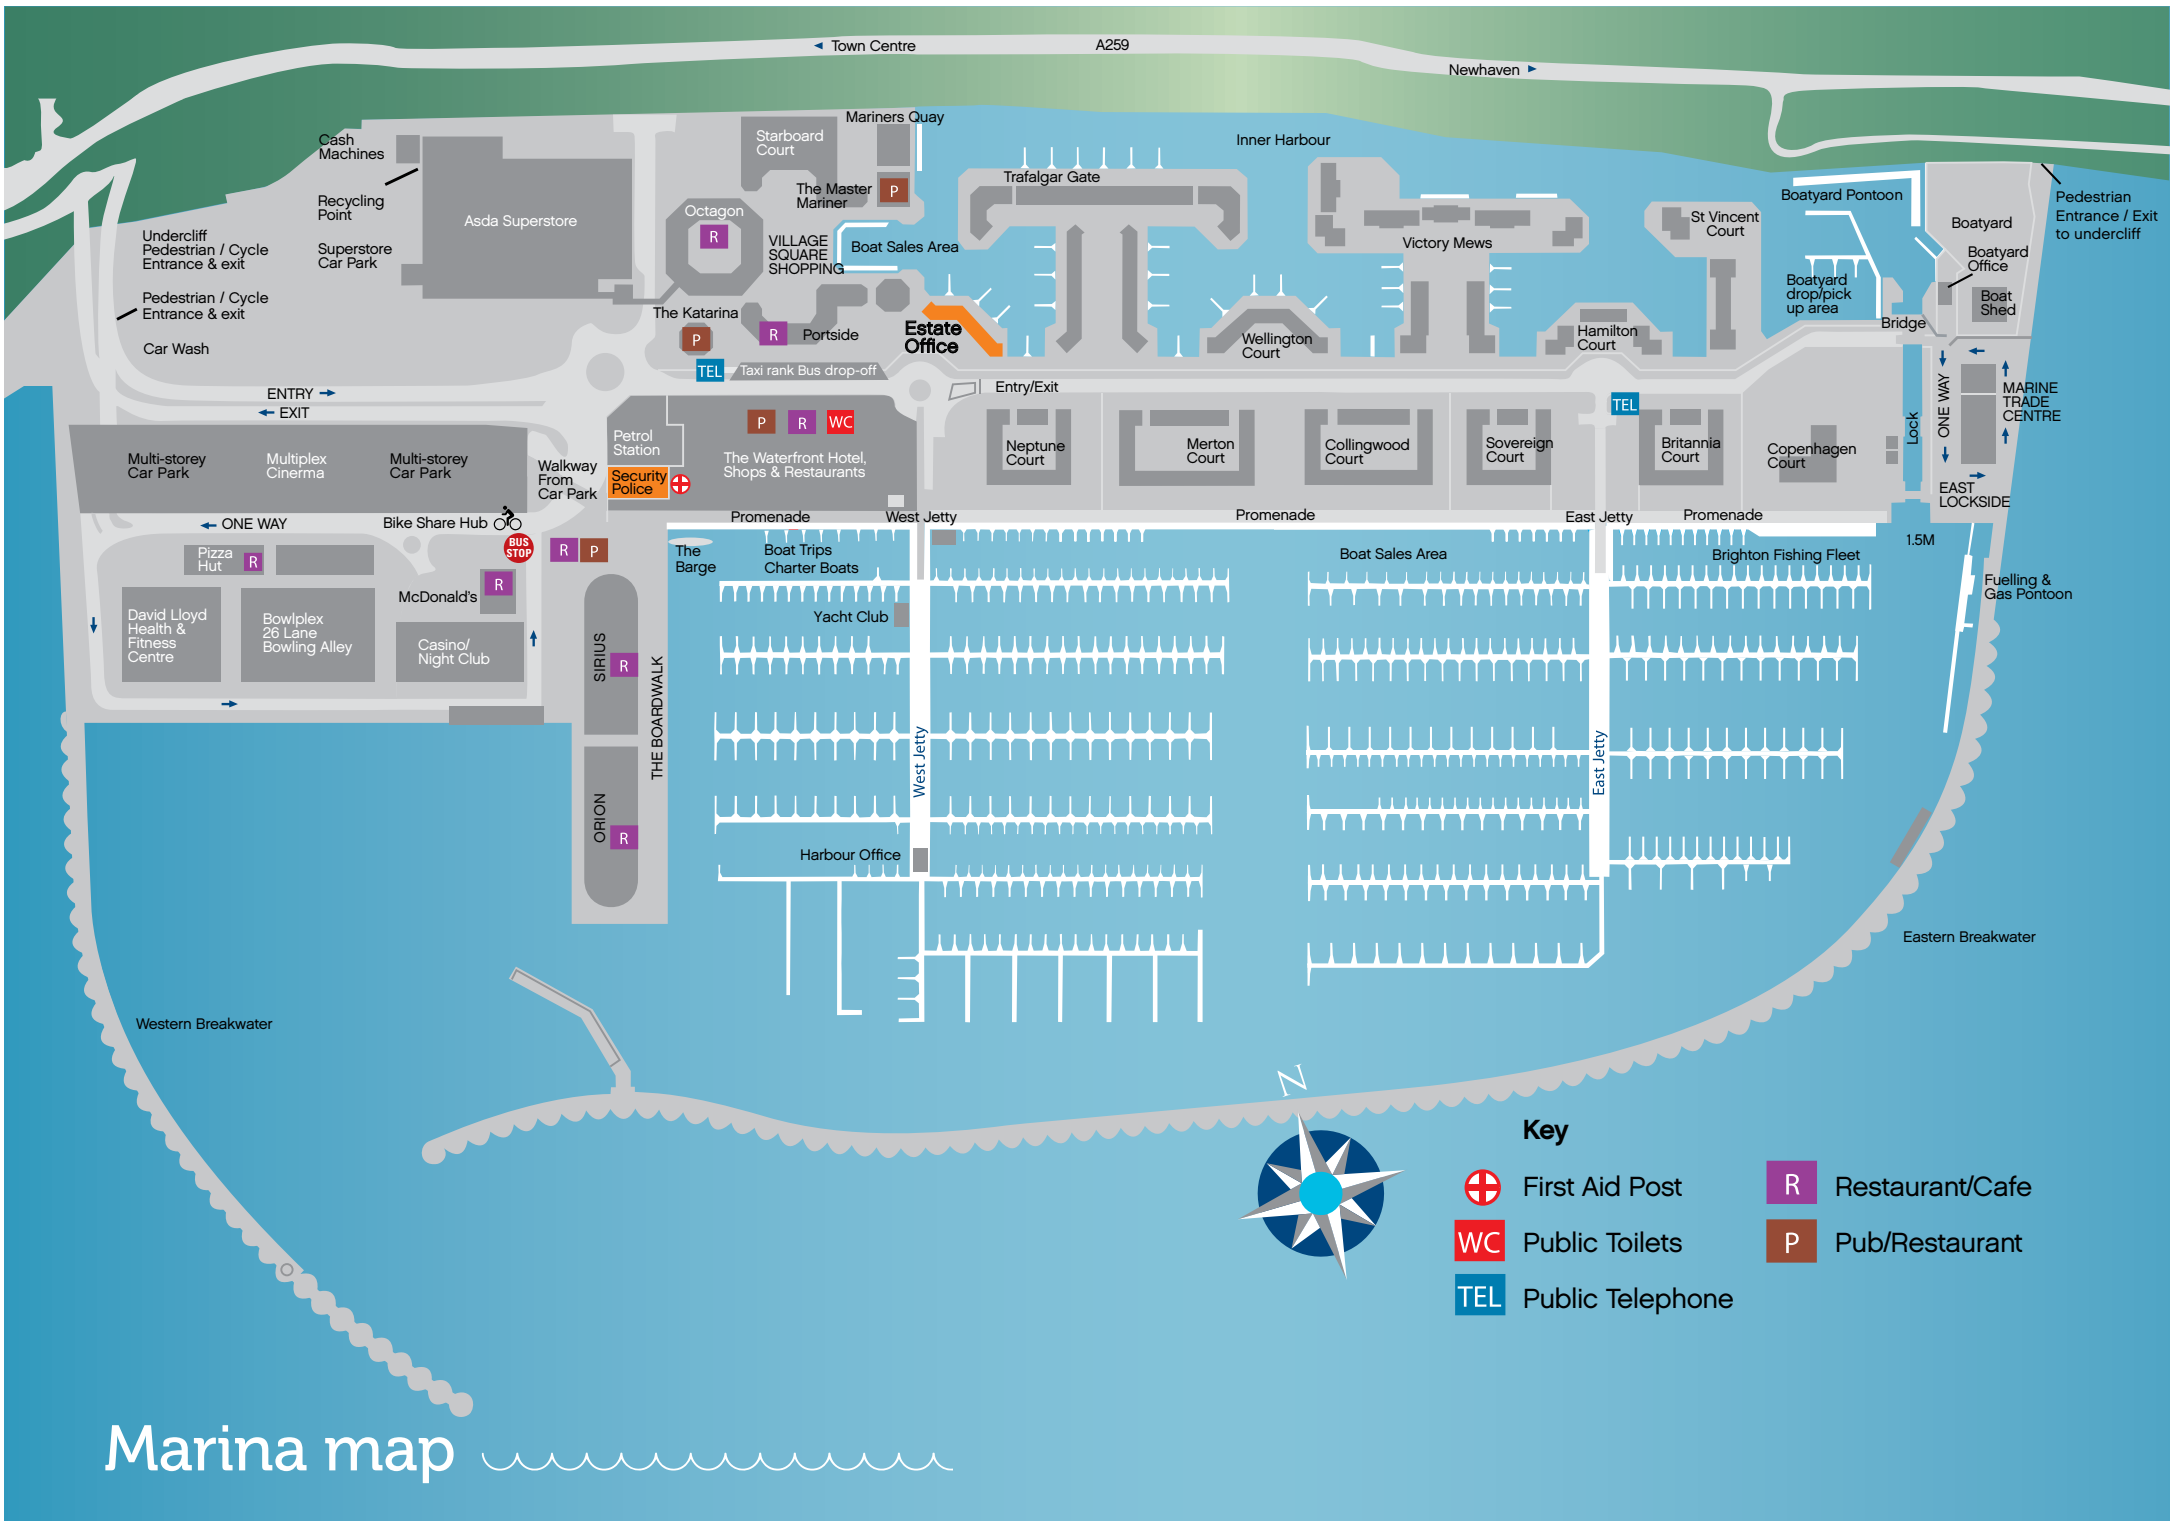 Town Centre
A259
Newhaven
Mariners Quay
Starboard
Court
Cash
Machines
Inner Harbour
Recycling
Point
Asda Superstore
The Master
Mariner
P
Trafalgar Gate
Boatyard Pontoon
Pedestrian
Entrance / Exit
to undercliff
Octagon
R
Undercliff
Pedestrian / Cycle
Entrance & exit
Superstore
Car Park
VILLAGE
SQUARE
SHOPPING
Boat Sales Area
Victory Mews
St Vincent
Court
Boatyard
Boatyard
Office
Pedestrian / Cycle
Entrance & exit
Boatyard
drop/pick
up area
Boat
Shed
The Katarina
P
R
Portside
Estate
Office
Wellington
Court
Hamilton
Court
Bridge
Car Wash
TEL
Taxi rank Bus drop-off
ENTRY
EXIT
Entry/Exit
TEL
ONE WAY
MARINE
TRADE
CENTRE
Lock
P
R
WC
Petrol
Station
Multi-storey
Car Park
Multiplex
Cinerma
Multi-storey
Car Park
Walkway
From
Car Park
Security
Police
The Waterfront Hotel,
Shops & Restaurants
Neptune
Court
Merton
Court
Collingwood
Court
Sovereign
Court
Britannia
Court
Copenhagen
Court
EAST
LOCKSIDE
ONE WAY
Bike Share Hub
Promenade
West Jetty
Promenade
East Jetty
Promenade
BUS
STOP
R
P
Pizza
Hut
R
The
Barge
Boat Trips
Charter Boats
Boat Sales Area
Brighton Fishing Fleet
1.5M
Fuelling &
Gas Pontoon
McDonald's
R
David Lloyd
Health &
Fitness
Centre
Bowlplex
26 Lane
Bowling Alley
Casino/
Night Club
Yacht Club
SIRIUS
R
THE BOARDWALK
West Jetty
East Jetty
ORION
R
Harbour Office
Eastern Breakwater
Western Breakwater
N
Key
First Aid Post
R
Restaurant/Cafe
WC
Public Toilets
P
Pub/Restaurant
TEL
Public Telephone
Marina map